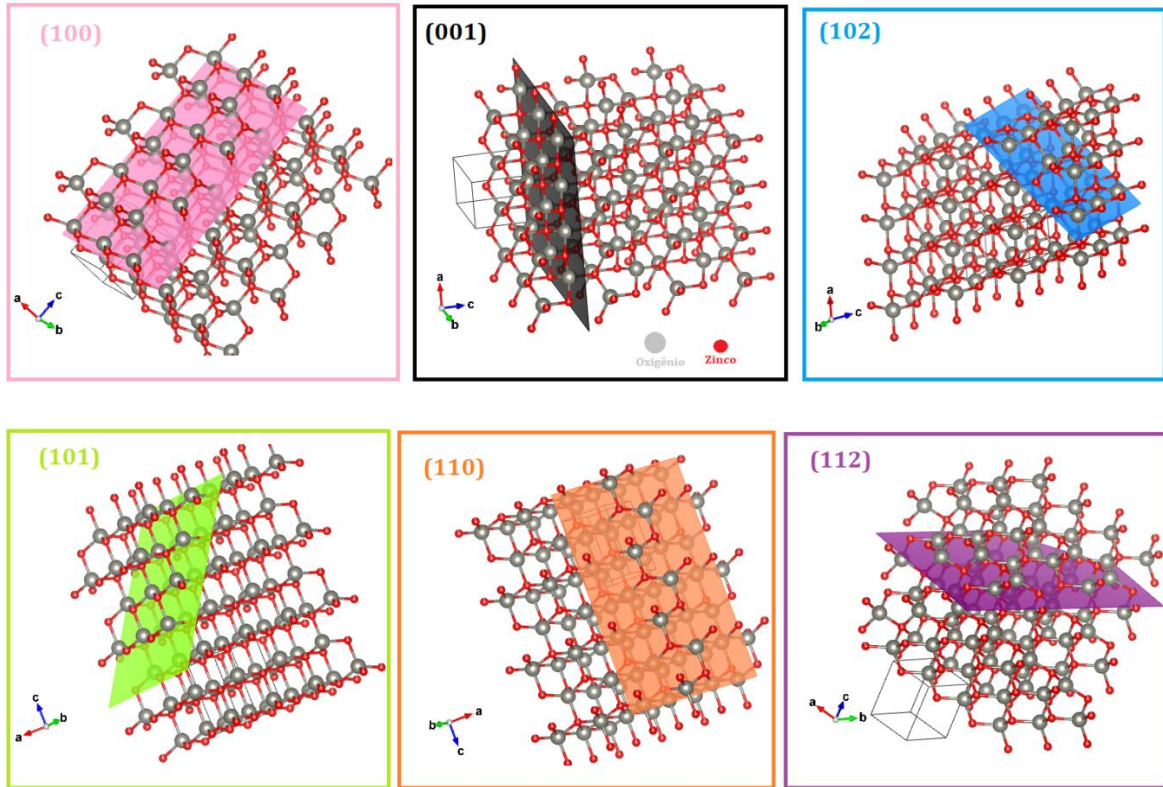 (100)
a
c
b
(001)
a
c
b
Oxigênio
Zinco
(102)
a
b
c
(101)
c
b
a
(110)
a
b
c
(112)
a
c
b